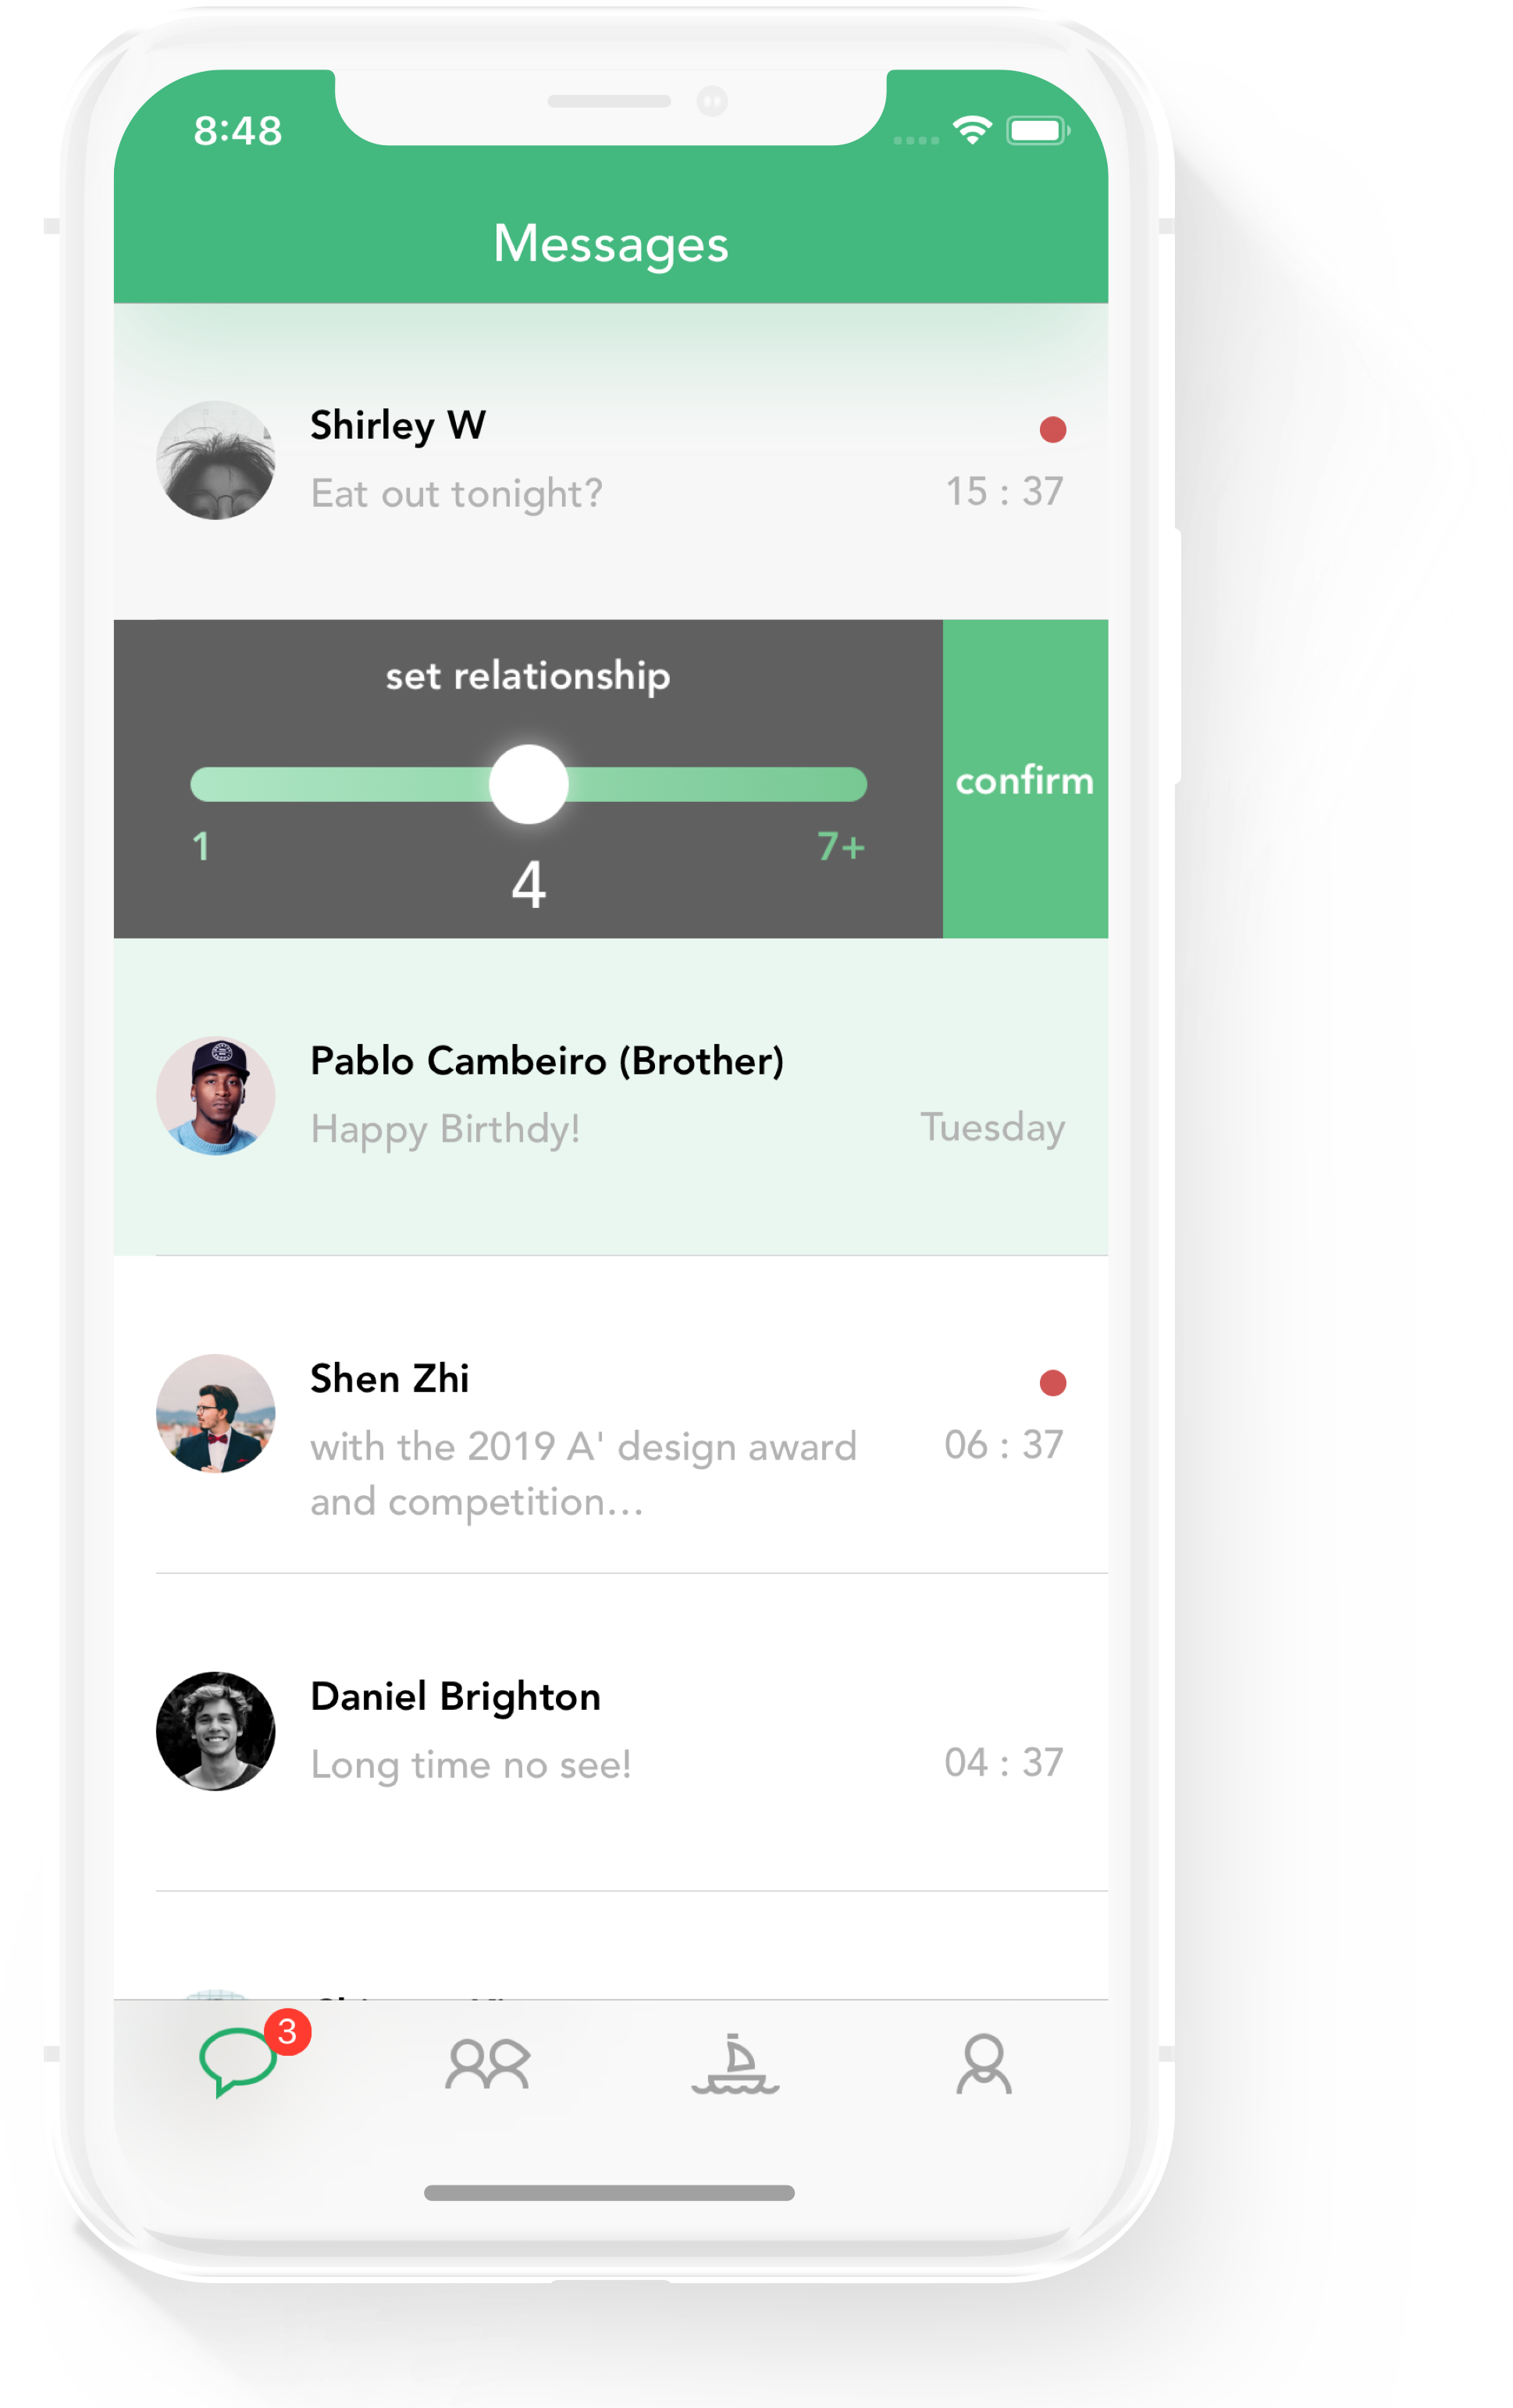 8:48
Messages
Shirley W
Eat out tonight?
15 : 37
set relationship
confirm
1
7+
4
Pablo Cambeiro (Brother)
Happy Birthdy!
Tuesday
Shen Zhi
with the 2019 A' design award
06 : 37
and competition...
Daniel Brighton
Long time no see!
04 : 37
3